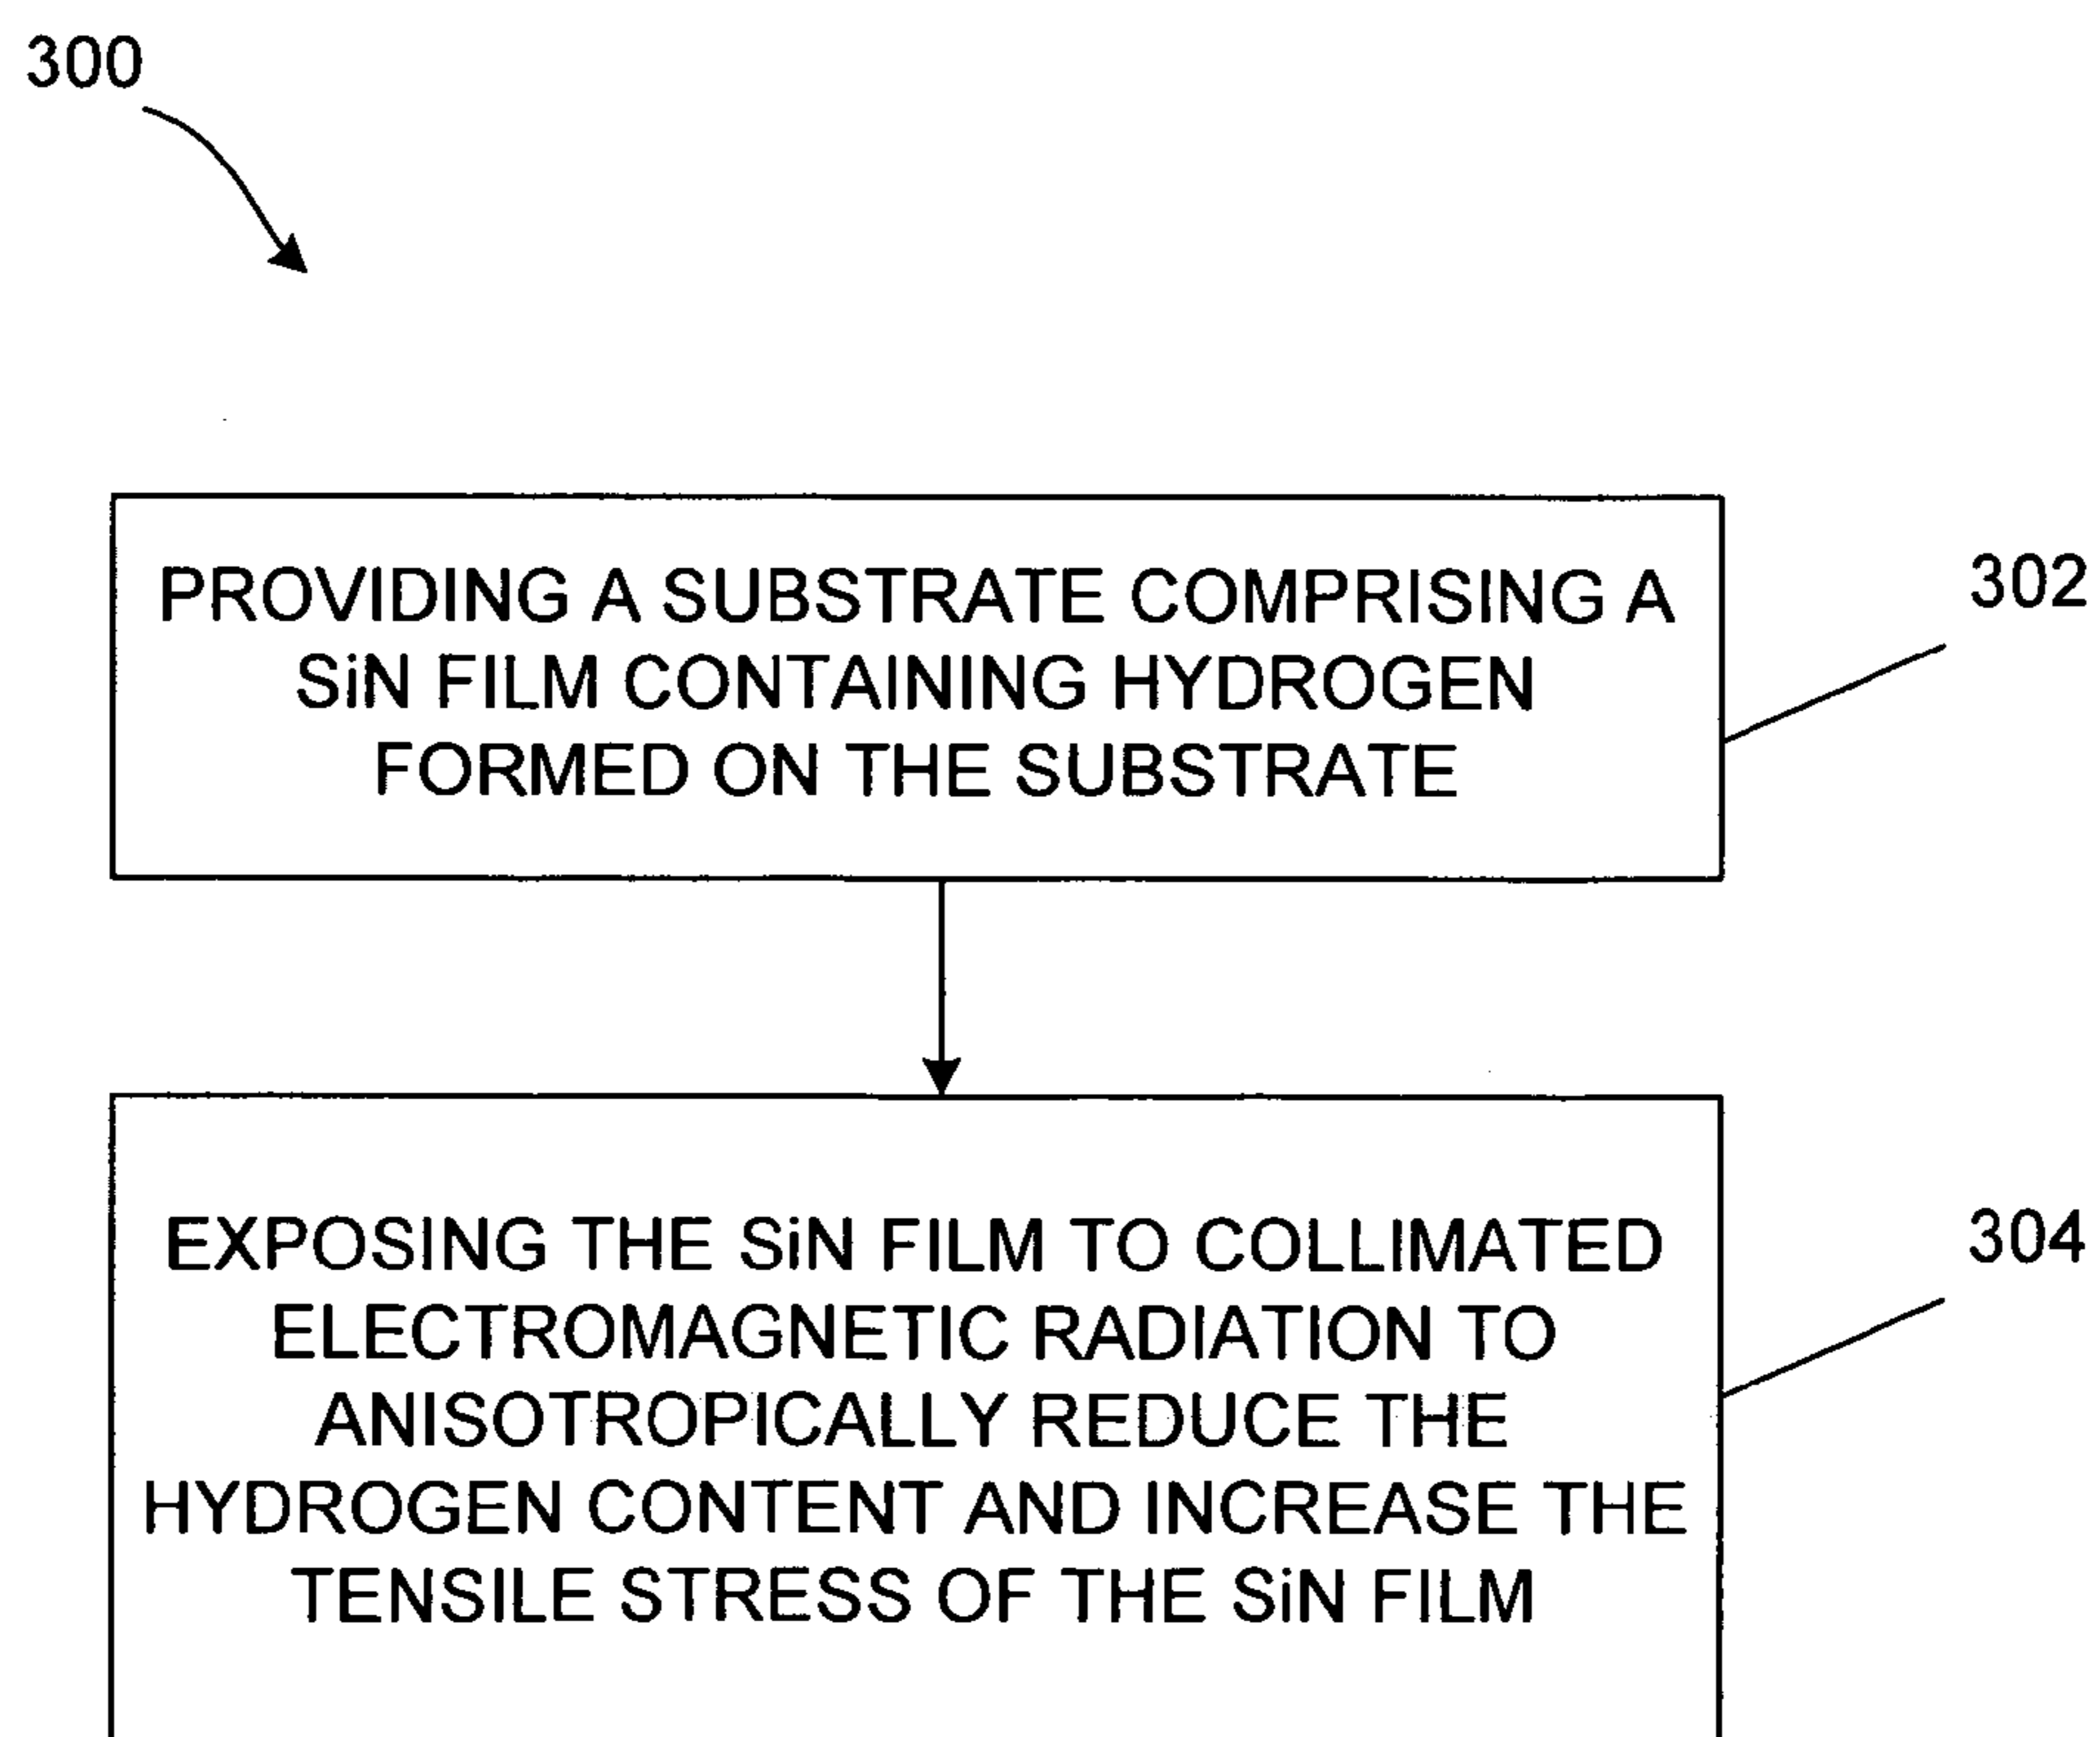 300
PROVIDING A SUBSTRATE COMPRISING A
SiN FILM CONTAINING HYDROGEN
FORMED ON THE SUBSTRATE
302
EXPOSING THE SiN FILM TO COLLIMATED
ELECTROMAGNETIC RADIATION TO
ANISOTROPICALLY REDUCE THE
HYDROGEN CONTENT AND INCREASE THE
TENSILE STRESS OF THE SiN FILM
304